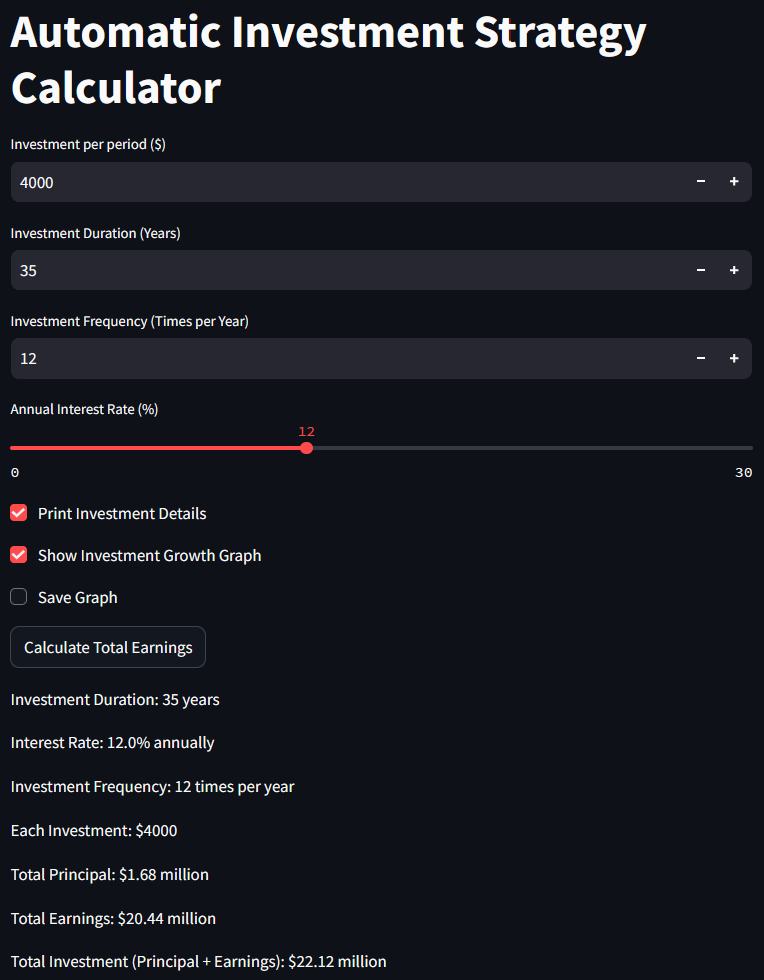 Automatic Investment Strategy
Calculator
Investment per period ($)
4000 − +
Investment Duration (Years)
35 − +
Investment Frequency (Times per Year)
12 − +
Annual Interest Rate (%)
12
0 30
Print Investment Details
Show Investment Growth Graph
Save Graph
Calculate Total Earnings
Investment Duration: 35 years
Interest Rate: 12.0% annually
Investment Frequency: 12 times per year
Each Investment: $4000
Total Principal: $1.68 million
Total Earnings: $20.44 million
Total Investment (Principal + Earnings): $22.12 million